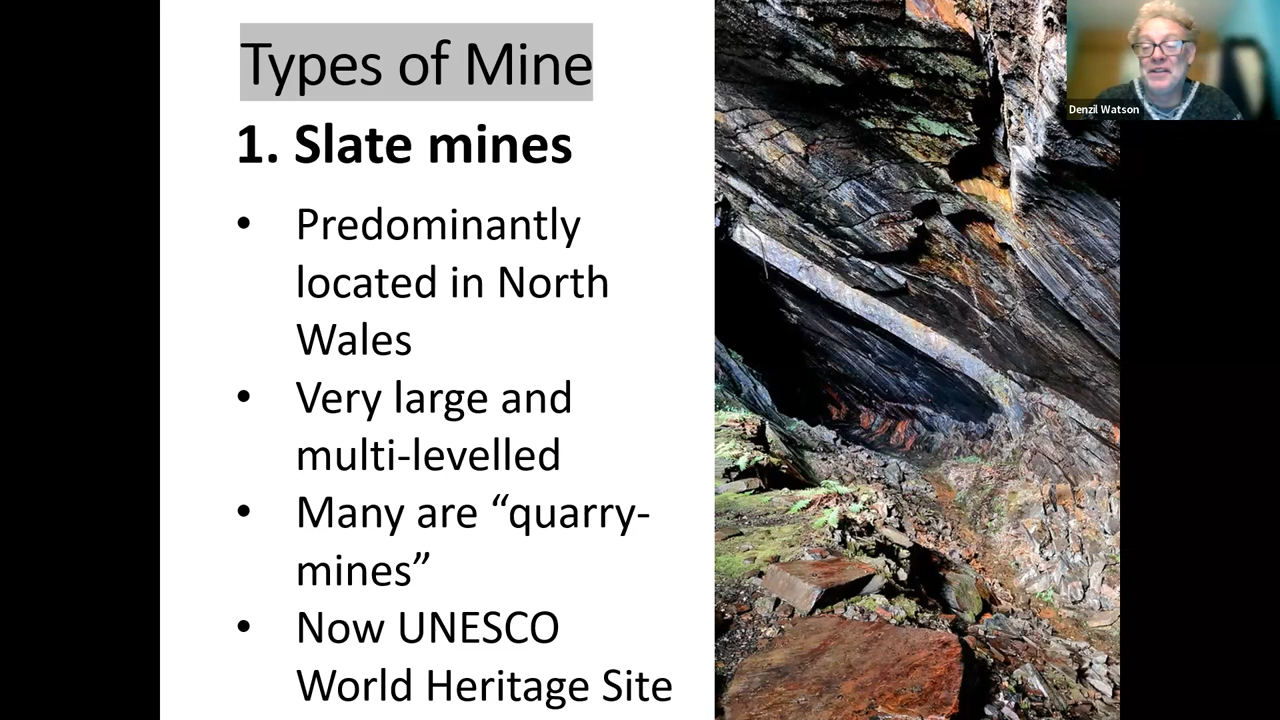 Types of Mine
1. Slate mines
• Predominantly
located in North
Wales
• Very large and
multi-levelled
• Many are “quarry-
mines”
• Now UNESCO
World Heritage Site
Denzil Watson